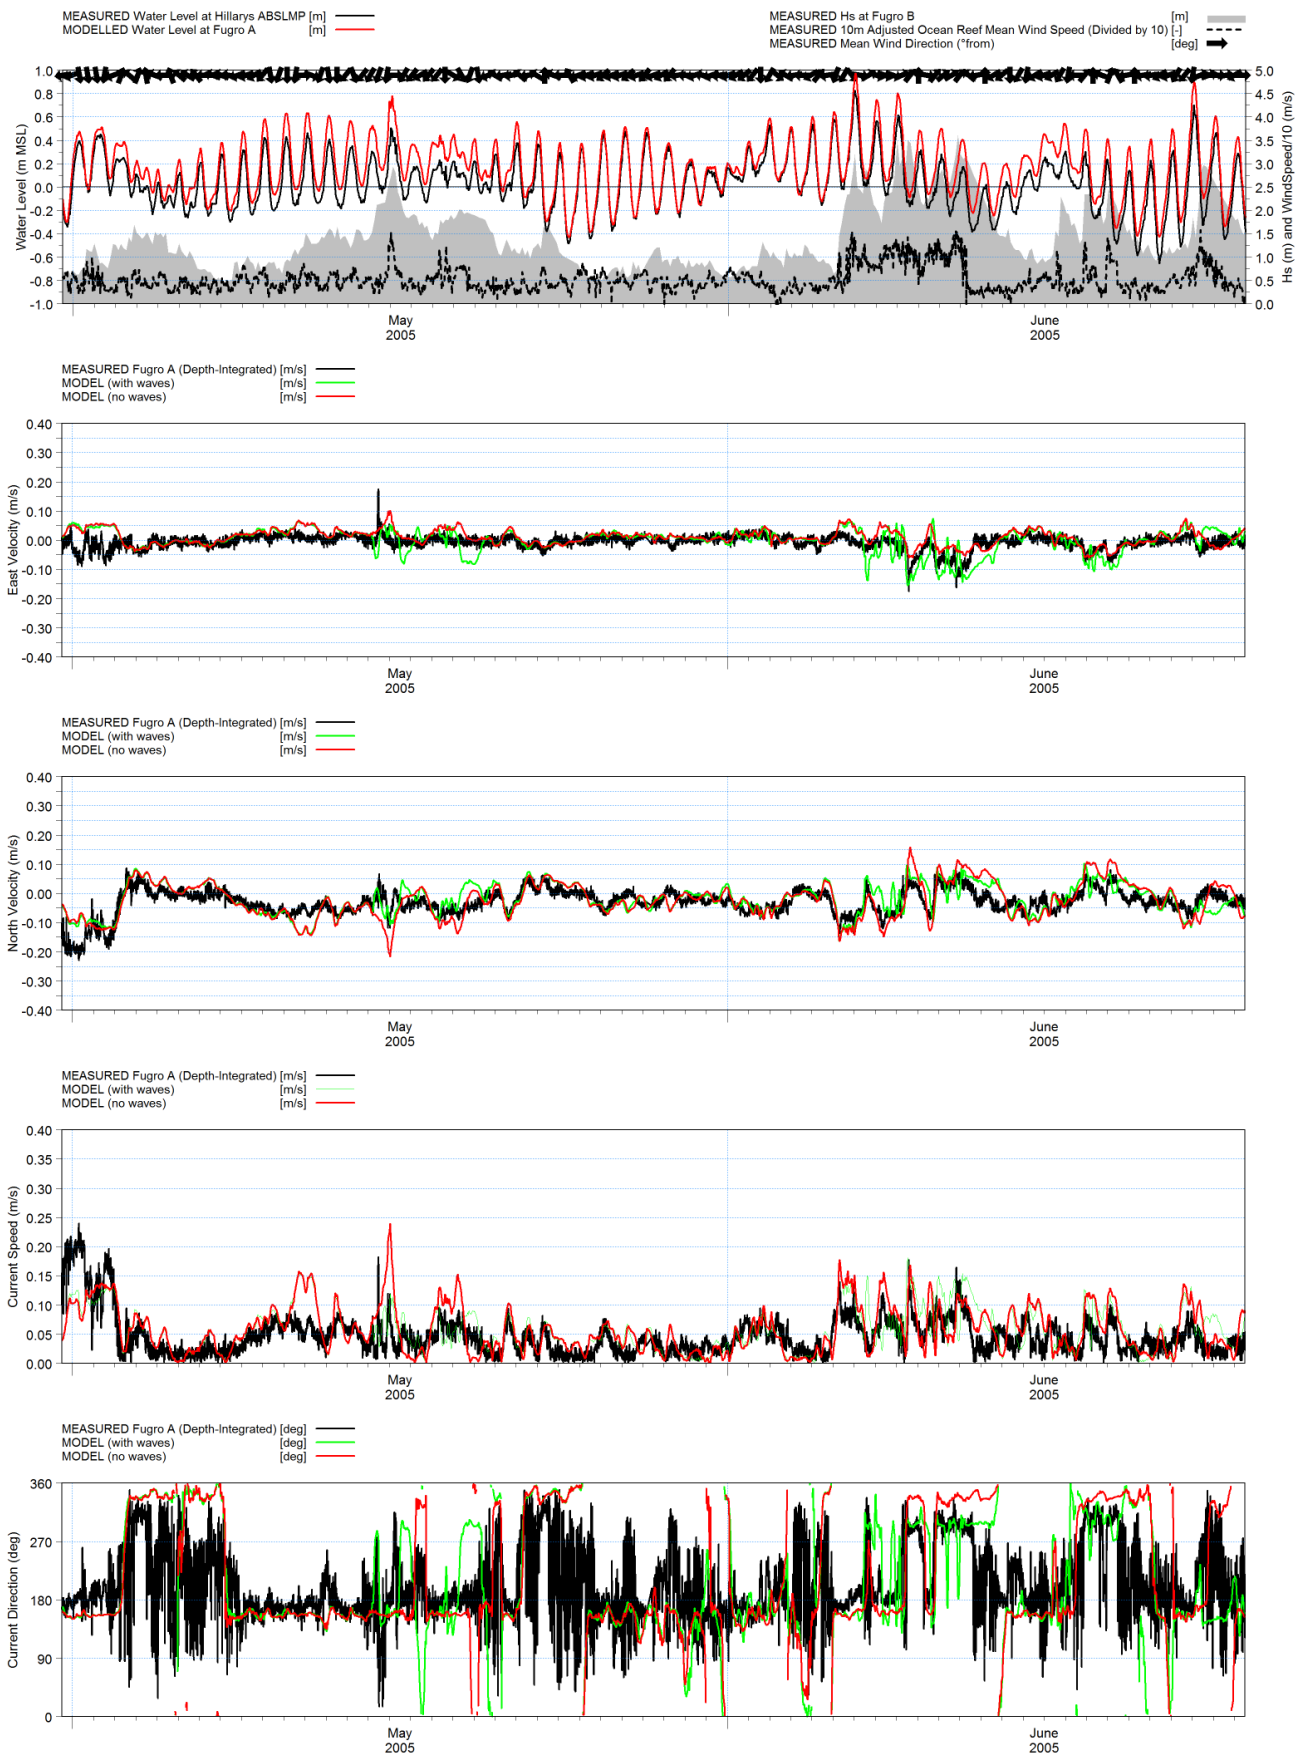 MEASURED Water Level at Hillarys ABSLMP [m]
MODELLED Water Level at Fugro A [m]
MEASURED Hs at Fugro B [m]
MEASURED 10m Adjusted Ocean Reef Mean Wind Speed (Divided by 10) [-]
MEASURED Mean Wind Direction (°from) [deg]
Water Level (m MSL)
1.0
0.8
0.6
0.4
0.2
0.0
-0.2
-0.4
-0.6
-0.8
-1.0
5.0
4.5
4.0
3.5
3.0
2.5
2.0
1.5
1.0
0.5
0.0
Hs (m) and WindSpeed/10 (m/s)
May
2005
June
2005
MEASURED Fugro A (Depth-Integrated) [m/s]
MODEL (with waves) [m/s]
MODEL (no waves) [m/s]
East Velocity (m/s)
0.40
0.30
0.20
0.10
0.00
-0.10
-0.20
-0.30
-0.40
May
2005
June
2005
MEASURED Fugro A (Depth-Integrated) [m/s]
MODEL (with waves) [m/s]
MODEL (no waves) [m/s]
North Velocity (m/s)
0.40
0.30
0.20
0.10
0.00
-0.10
-0.20
-0.30
-0.40
May
2005
June
2005
MEASURED Fugro A (Depth-Integrated) [m/s]
MODEL (with waves) [m/s]
MODEL (no waves) [m/s]
Current Speed (m/s)
0.40
0.35
0.30
0.25
0.20
0.15
0.10
0.05
0.00
May
2005
June
2005
MEASURED Fugro A (Depth-Integrated) [deg]
MODEL (with waves) [deg]
MODEL (no waves) [deg]
Current Direction (deg)
360
270
180
90
0
May
2005
June
2005